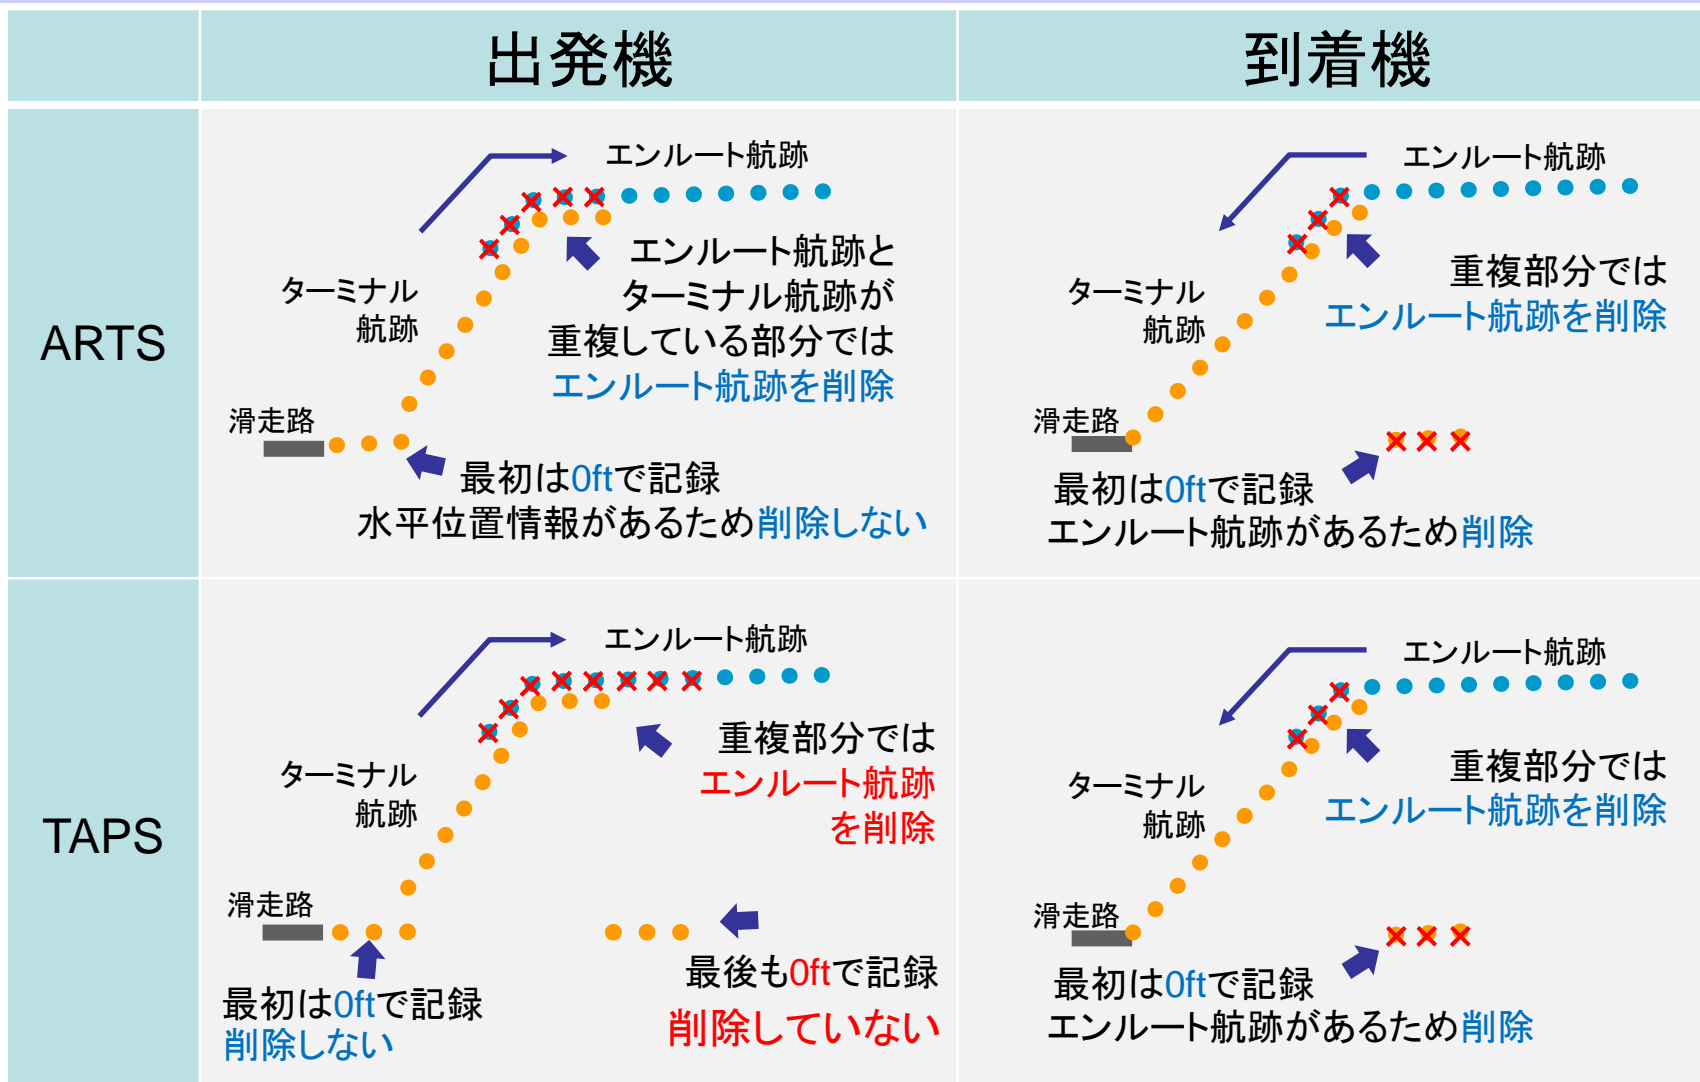 出発機
到着機
ARTS
エンルート航跡
ターミナル
航跡
エンルート航跡と
ターミナル航跡が
重複している部分では
エンルート航跡を削除
滑走路
最初は0ftで記録
水平位置情報があるため削除しない
エンルート航跡
ターミナル
航跡
重複部分では
エンルート航跡を削除
滑走路
最初は0ftで記録
エンルート航跡があるため削除
TAPS
エンルート航跡
ターミナル
航跡
重複部分では
エンルート航跡
を削除
滑走路
最初は0ftで記録
削除しない
最後も0ftで記録
削除していない
エンルート航跡
ターミナル
航跡
重複部分では
エンルート航跡を削除
滑走路
最初は0ftで記録
エンルート航跡があるため削除